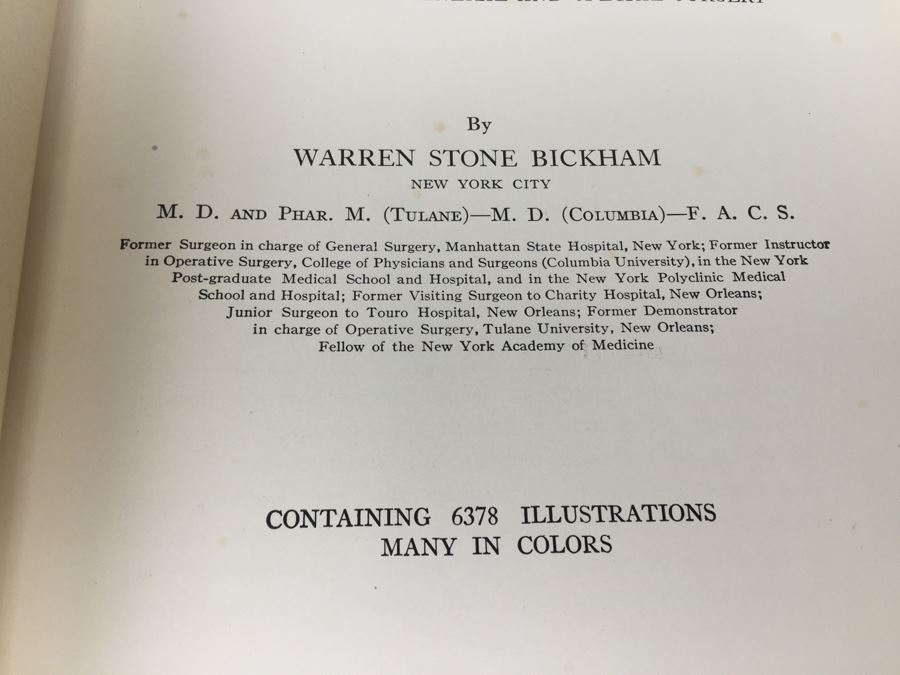 AND SPECIAL SURGERY
By
WARREN STONE BICKHAM
NEW YORK CITY
M. D. AND PHAR. M. (TULANE)—M. D. (COLUMBIA)—F. A. C. S.
Former Surgeon in charge of General Surgery, Manhattan State Hospital, New York; Former Instructor
in Operative Surgery, College of Physicians and Surgeons (Columbia University), in the New York
Post-graduate Medical School and Hospital, and in the New York Polyclinic Medical
School and Hospital; Former Visiting Surgeon to Charity Hospital, New Orleans;
Junior Surgeon to Touro Hospital, New Orleans; Former Demonstrator
in charge of Operative Surgery, Tulane University, New Orleans;
Fellow of the New York Academy of Medicine
CONTAINING 6378 ILLUSTRATIONS
MANY IN COLORS